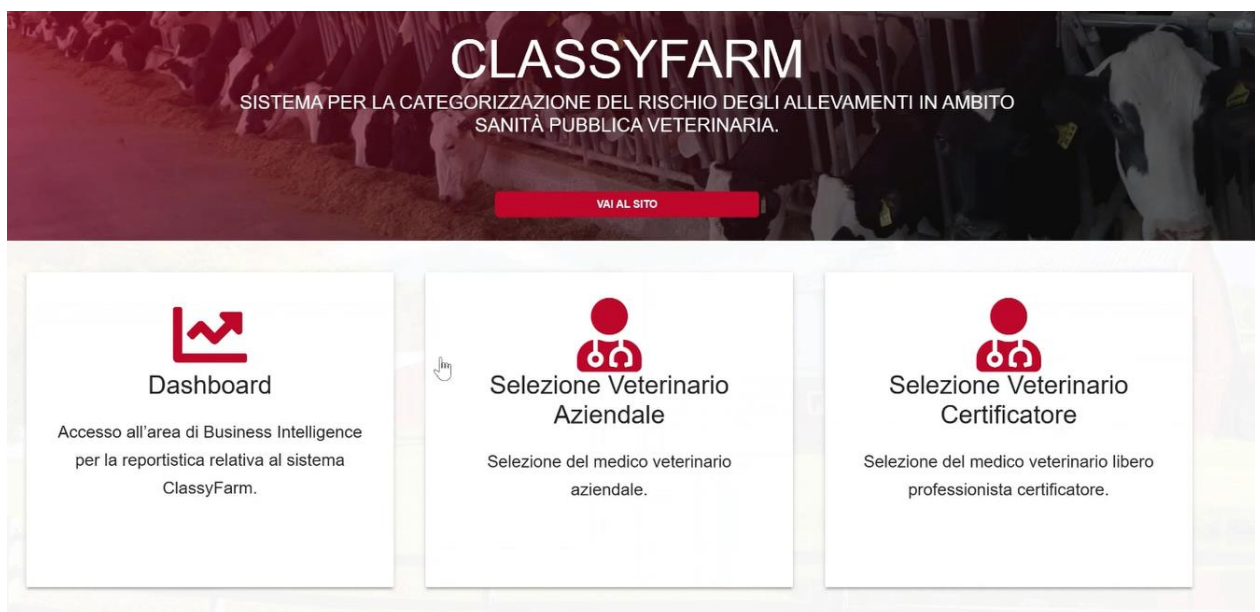 CLASSYFARM
SISTEMA PER LA CATEGORIZZAZIONE DEL RISCHIO DEGLI ALLEVAMENTI IN AMBITO
SANITÀ PUBBLICA VETERINARIA.
VAI AL SITO
Dashboard
Accesso all'area di Business Intelligence
per la reportistica relativa al sistema
ClassyFarm.
Selezione Veterinario
Aziendale
Selezione del medico veterinario
aziendale.
Selezione Veterinario
Certificatore
Selezione del medico veterinario libero
professionista certificatore.